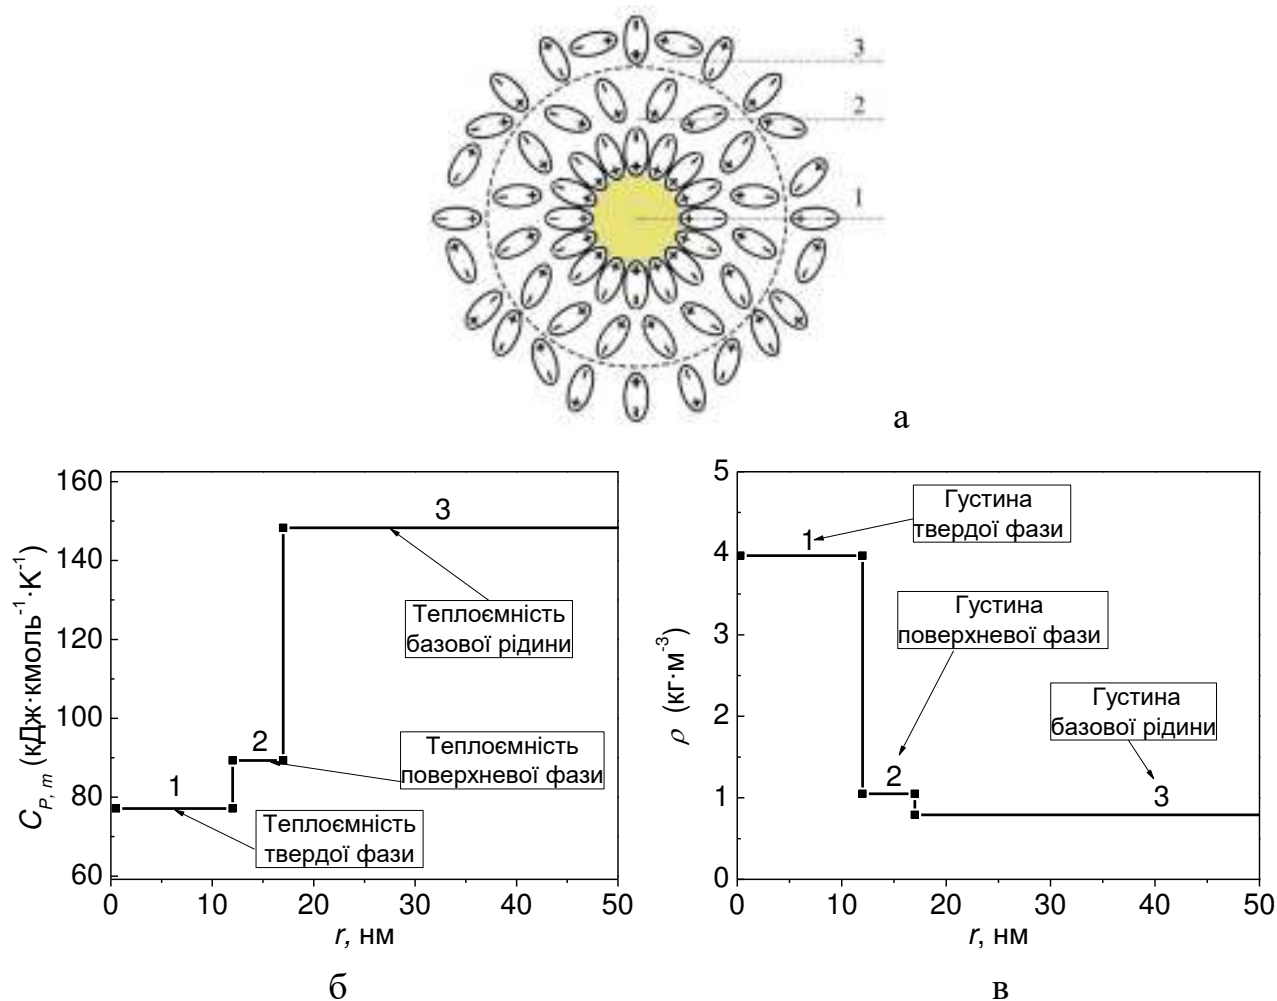 3
2
1
а
160
140
120
100
80
60
C_{P, m} (кДж·кмоль⁻¹·К⁻¹)
3
Теплоємність
базової рідини
2
Теплоємність
поверхневої фази
1
Теплоємність
твердої фази
0 10 20 30 40 50
r, нм
б
5
4
3
2
1
0
ρ (кг·м⁻³)
Густина
твердої фази
1
Густина
поверхневої фази
2
Густина
базової рідини
3
0 10 20 30 40 50
r, нм
в